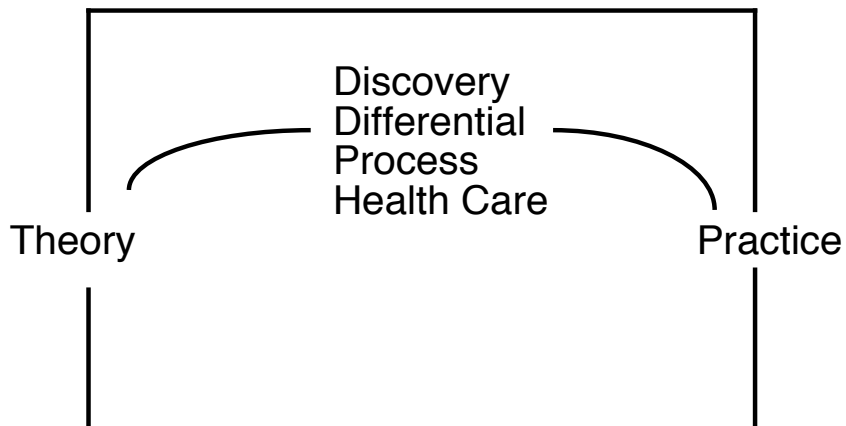 Discovery
Differential
Process
Health Care
Theory
Practice